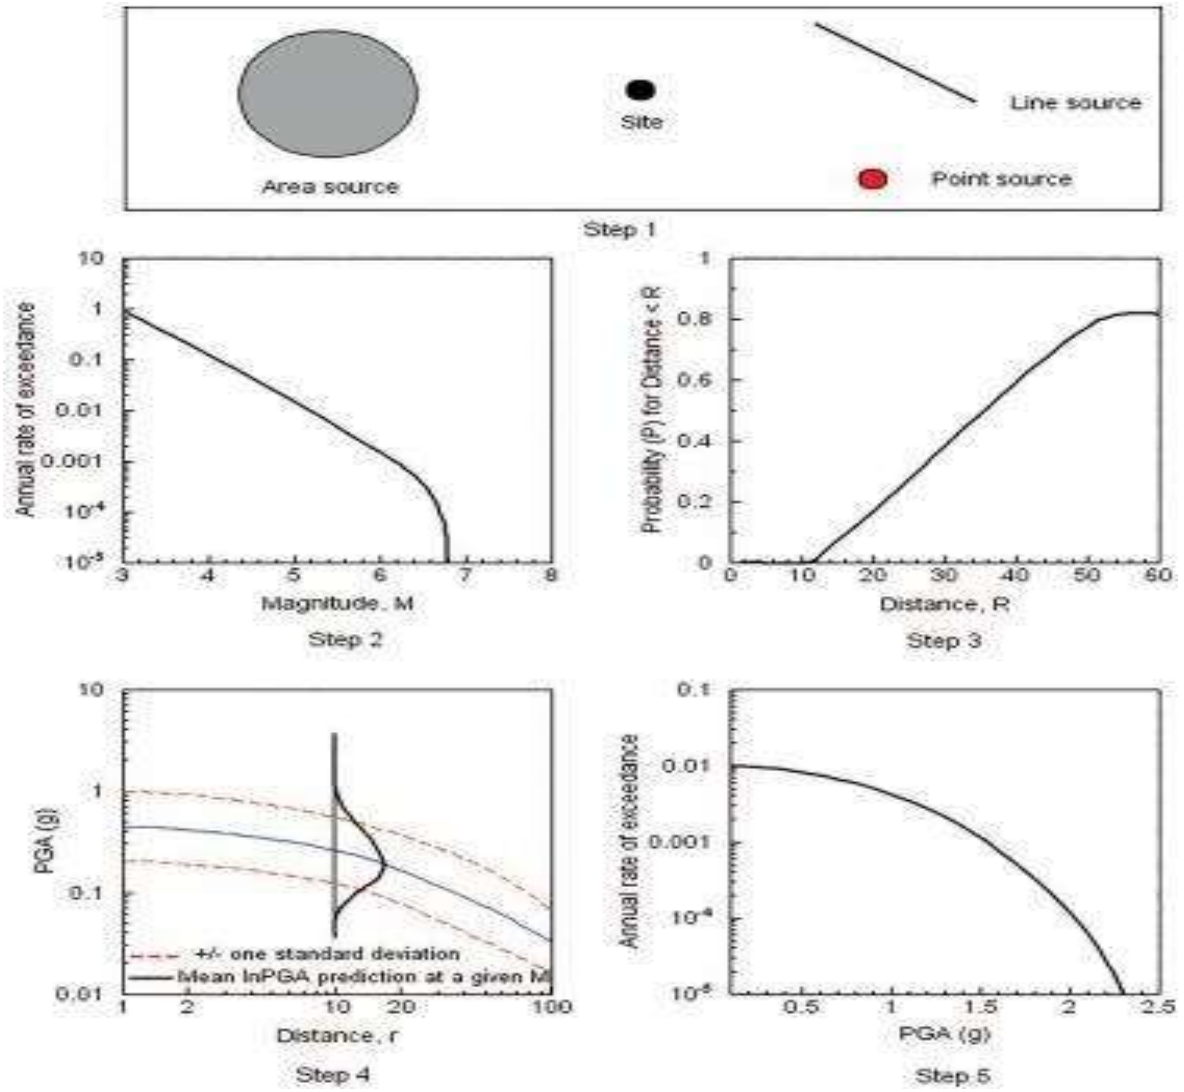 Area source
Site
Line source
Point source
Step 1
Annual rate of exceedance
10
1
0.1
0.01
0.001
10-4
10-5
3 4 5 6 7 8
Magnitude, M
Step 2
Probability (P) for Distance < R
1
0.8
0.6
0.4
0.2
0
0 10 20 30 40 50 60
Distance, R
Step 3
PGA (g)
10
1
0.1
0.01
+/- one standard deviation
Mean lnPGA prediction at a given M
1 2 10 20 100
Distance, r
Step 4
Annual rate of exceedance
0.1
0.01
0.001
10-4
0.5 1 1.5 2 2.5
PGA (g)
Step 5